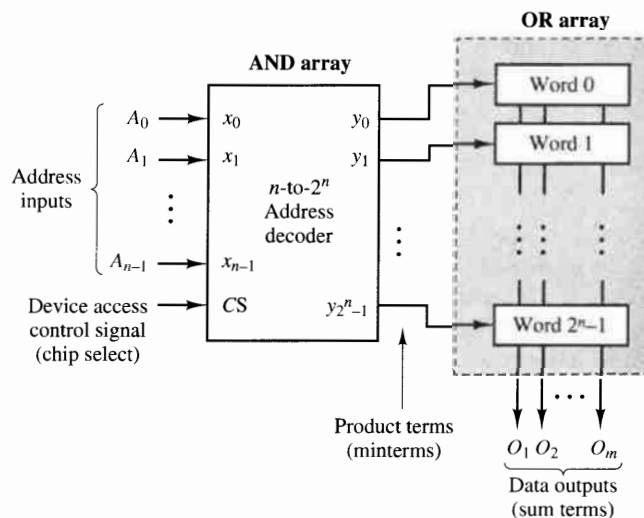 OR array
AND array
Word 0
A₀ x₀ y₀
A₁ x₁ y₁
Word 1
Address
inputs
n-to-2ⁿ
Address
decoder
Aₙ₋₁ xₙ₋₁
Device access
control signal
(chip select)
CS y₂ⁿ₋₁
Word 2ⁿ–1
Product terms
(minterms)
O₁ O₂ ··· Oₘ
Data outputs
(sum terms)